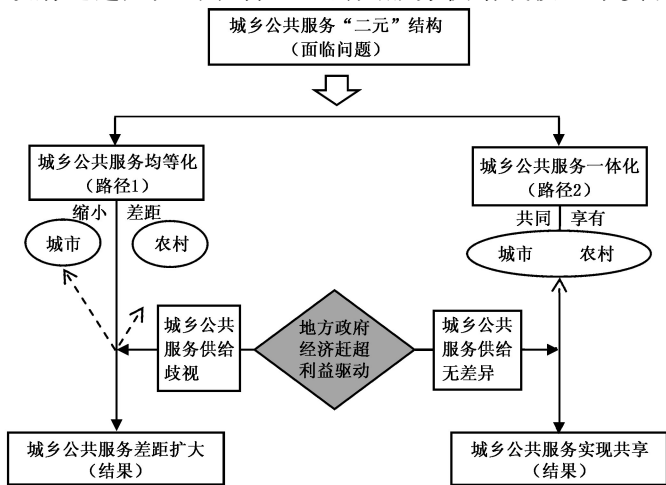 城乡公共服务“二元”结构
（面临问题）
城乡公共服务均等化
（路径1）
城乡公共服务一体化
（路径2）
缩小 差距
共同 享有
城市
农村
城市 农村
城乡公共
服务供给
歧视
地方政府
经济赶超
利益驱动
城乡公共
服务供给
无差异
城乡公共服务差距扩大
（结果）
城乡公共服务实现共享
（结果）